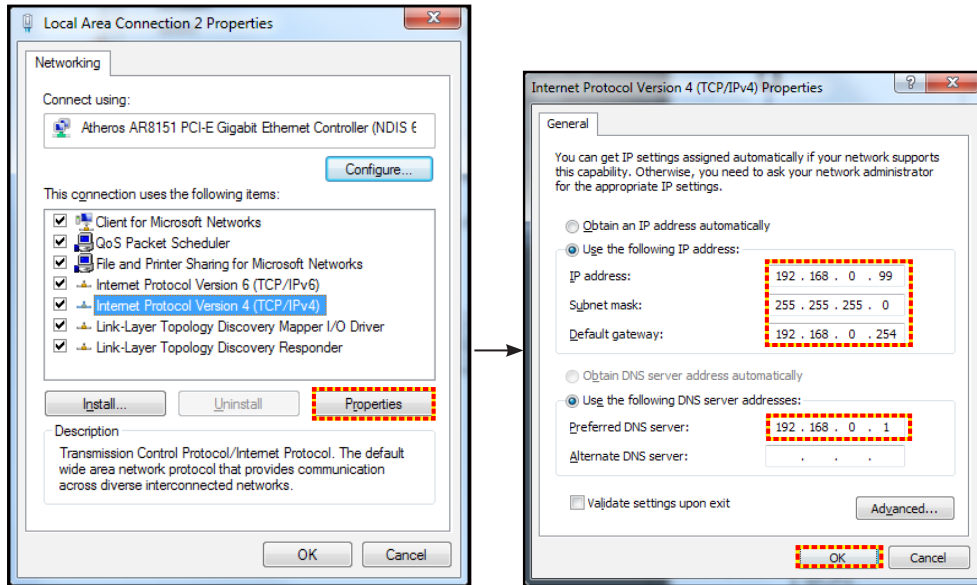 Local Area Connection 2 Properties
Networking
Connect using:
Atheros AR8151 PCI-E Gigabit Ethernet Controller (NDIS 6
Configure...
This connection uses the following items:
Client for Microsoft Networks
QoS Packet Scheduler
File and Printer Sharing for Microsoft Networks
Internet Protocol Version 6 (TCP/IPv6)
Internet Protocol Version 4 (TCP/IPv4)
Link-Layer Topology Discovery Mapper I/O Driver
Link-Layer Topology Discovery Responder
Install... Uninstall Properties
Description
Transmission Control Protocol/Internet Protocol. The default
wide area network protocol that provides communication
across diverse interconnected networks.
OK Cancel
Internet Protocol Version 4 (TCP/IPv4) Properties
General
You can get IP settings assigned automatically if your network supports
this capability. Otherwise, you need to ask your network administrator
for the appropriate IP settings.
Obtain an IP address automatically
Use the following IP address:
IP address: 192 . 168 . 0 . 99
Subnet mask: 255 . 255 . 255 . 0
Default gateway: 192 . 168 . 0 . 254
Obtain DNS server address automatically
Use the following DNS server addresses:
Preferred DNS server: 192 . 168 . 0 . 1
Alternate DNS server: . . .
Validate settings upon exit
Advanced...
OK Cancel